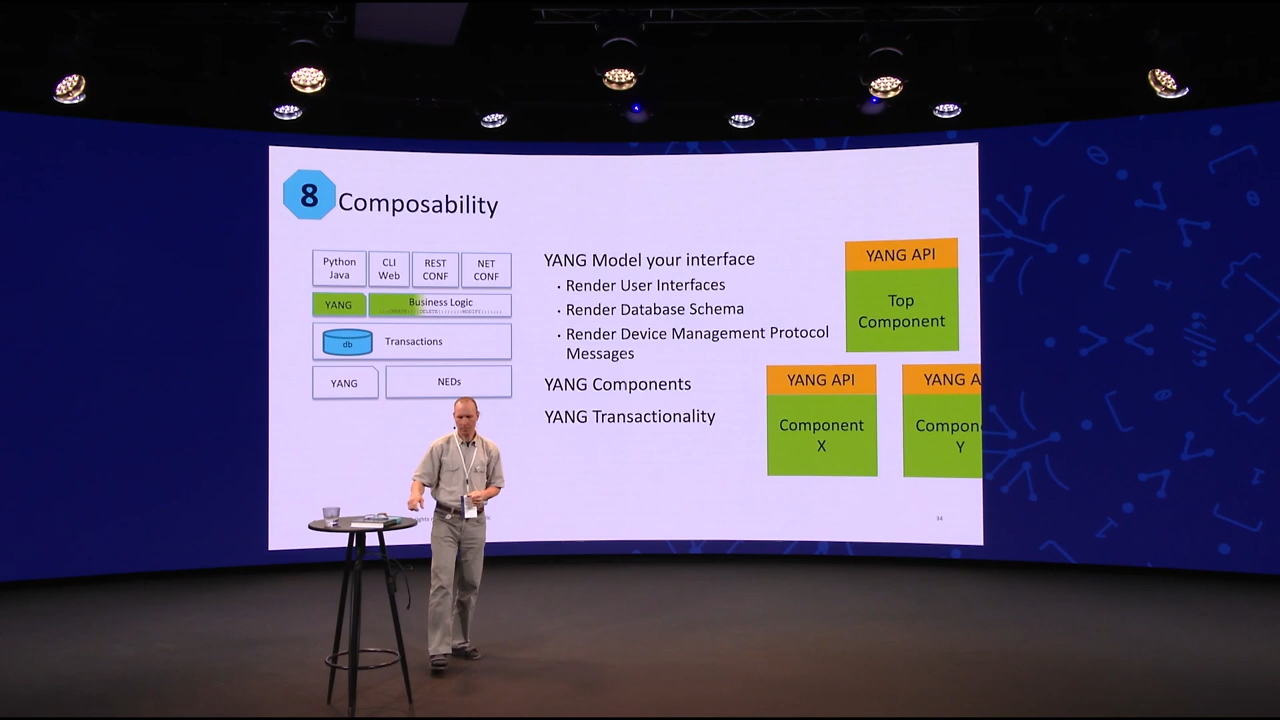 8
Composability
Python
Java
CLI
Web
REST
CONF
NET
CONF
YANG
Business Logic
db
Transactions
YANG
NEDs
YANG Model your interface
· Render User Interfaces
· Render Database Schema
· Render Device Management Protocol
Messages
YANG Components
YANG Transactionality
YANG API
Top
Component
YANG API
Component
X
YANG A
Compon
Y
34